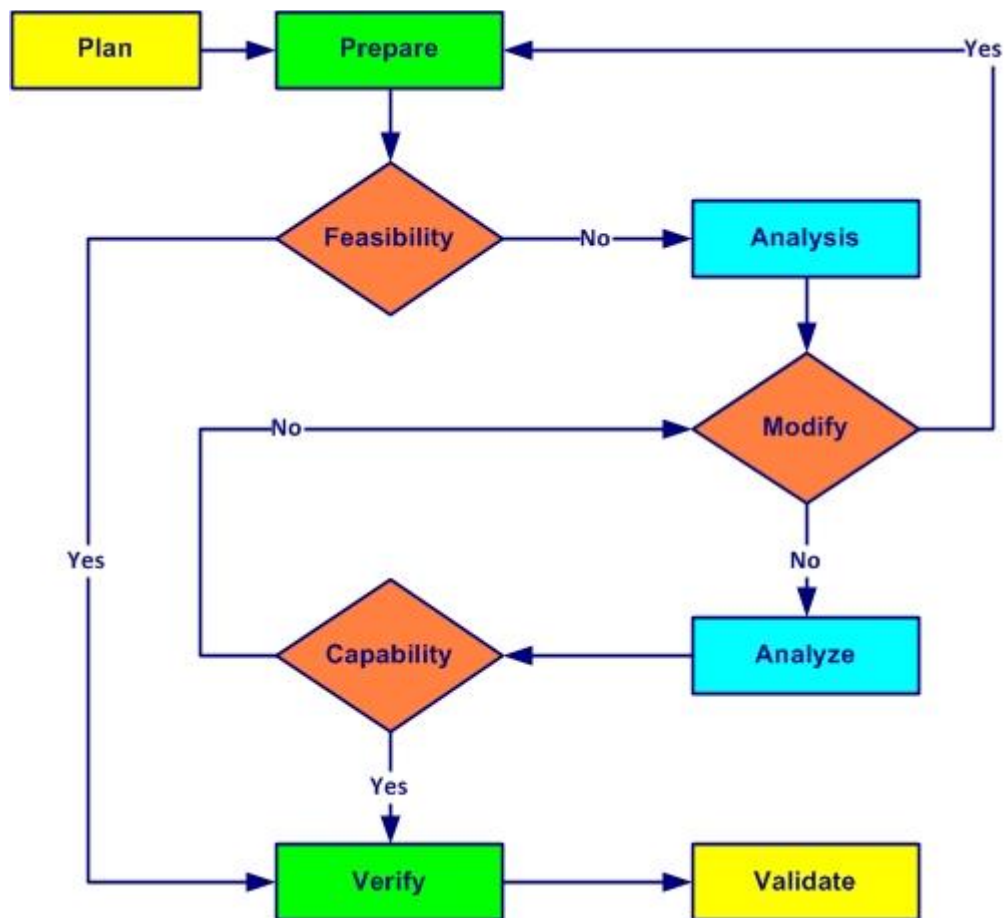 Plan
Prepare
Yes
Feasibility
No
Analysis
No
Modify
Yes
No
Capability
Analyze
Yes
Verify
Validate